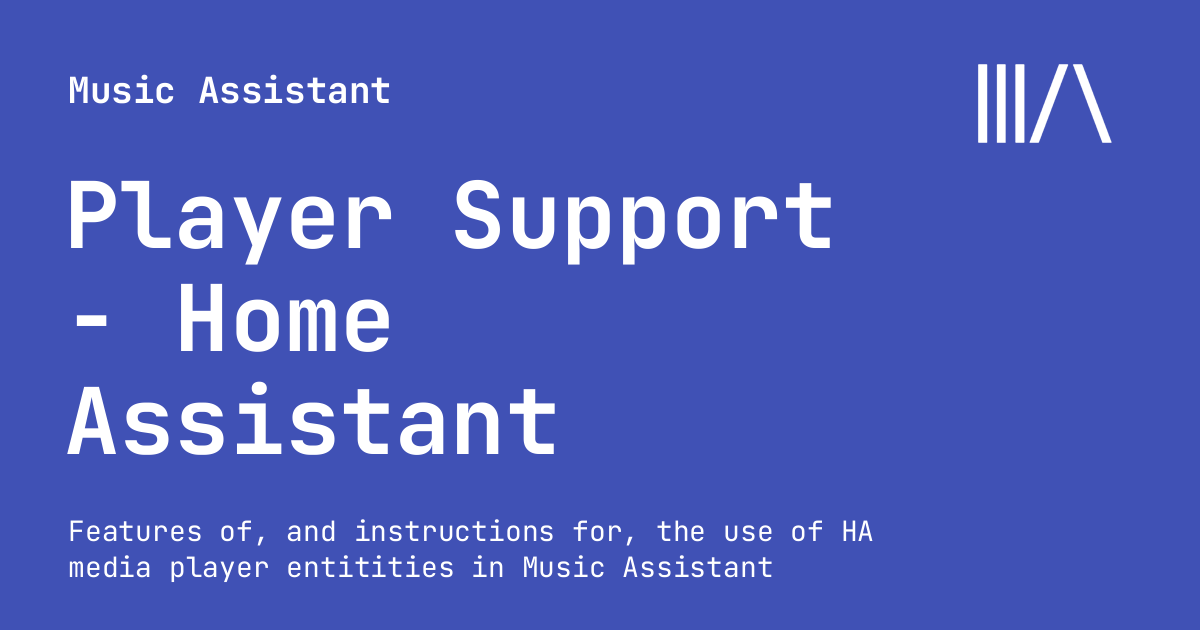 Music Assistant
Player Support
- Home
Assistant
Features of, and instructions for, the use of HA
media player entitities in Music Assistant